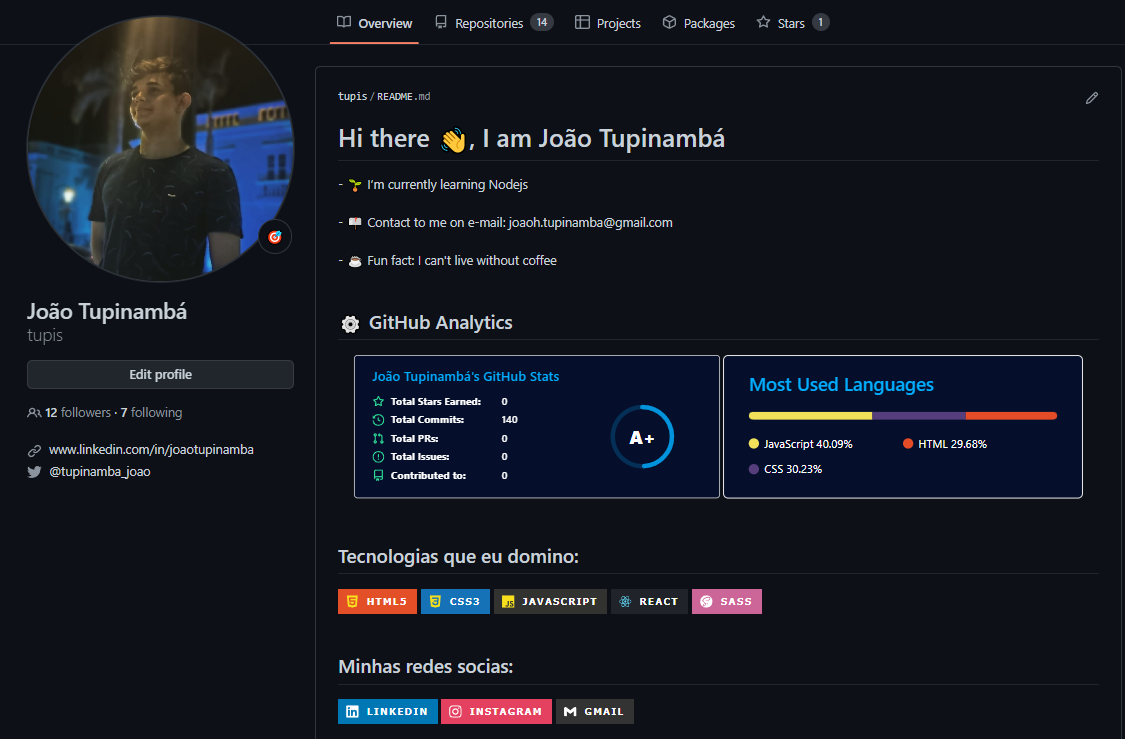 Overview Repositories 14 Projects Packages Stars 1
tupis / README.md
Hi there 👋, I am João Tupinambá
- 🌱 I'm currently learning Nodejs
- 📖 Contact to me on e-mail: joaoh.tupinamba@gmail.com
- ☕ Fun fact: I can't live without coffee
João Tupinambá
tupis
Edit profile
12 followers · 7 following
www.linkedin.com/in/joaotupinamba
@tupinamba_joao
⚙️ GitHub Analytics
João Tupinambá's GitHub Stats
Total Stars Earned: 0
Total Commits: 140
Total PRs: 0
Total Issues: 0
Contributed to: 0
A+
Most Used Languages
JavaScript 40.09% HTML 29.68%
CSS 30.23%
Tecnologias que eu domino:
HTML5 CSS3 JS JAVASCRIPT REACT SASS
Minhas redes socias:
LINKEDIN INSTAGRAM GMAIL